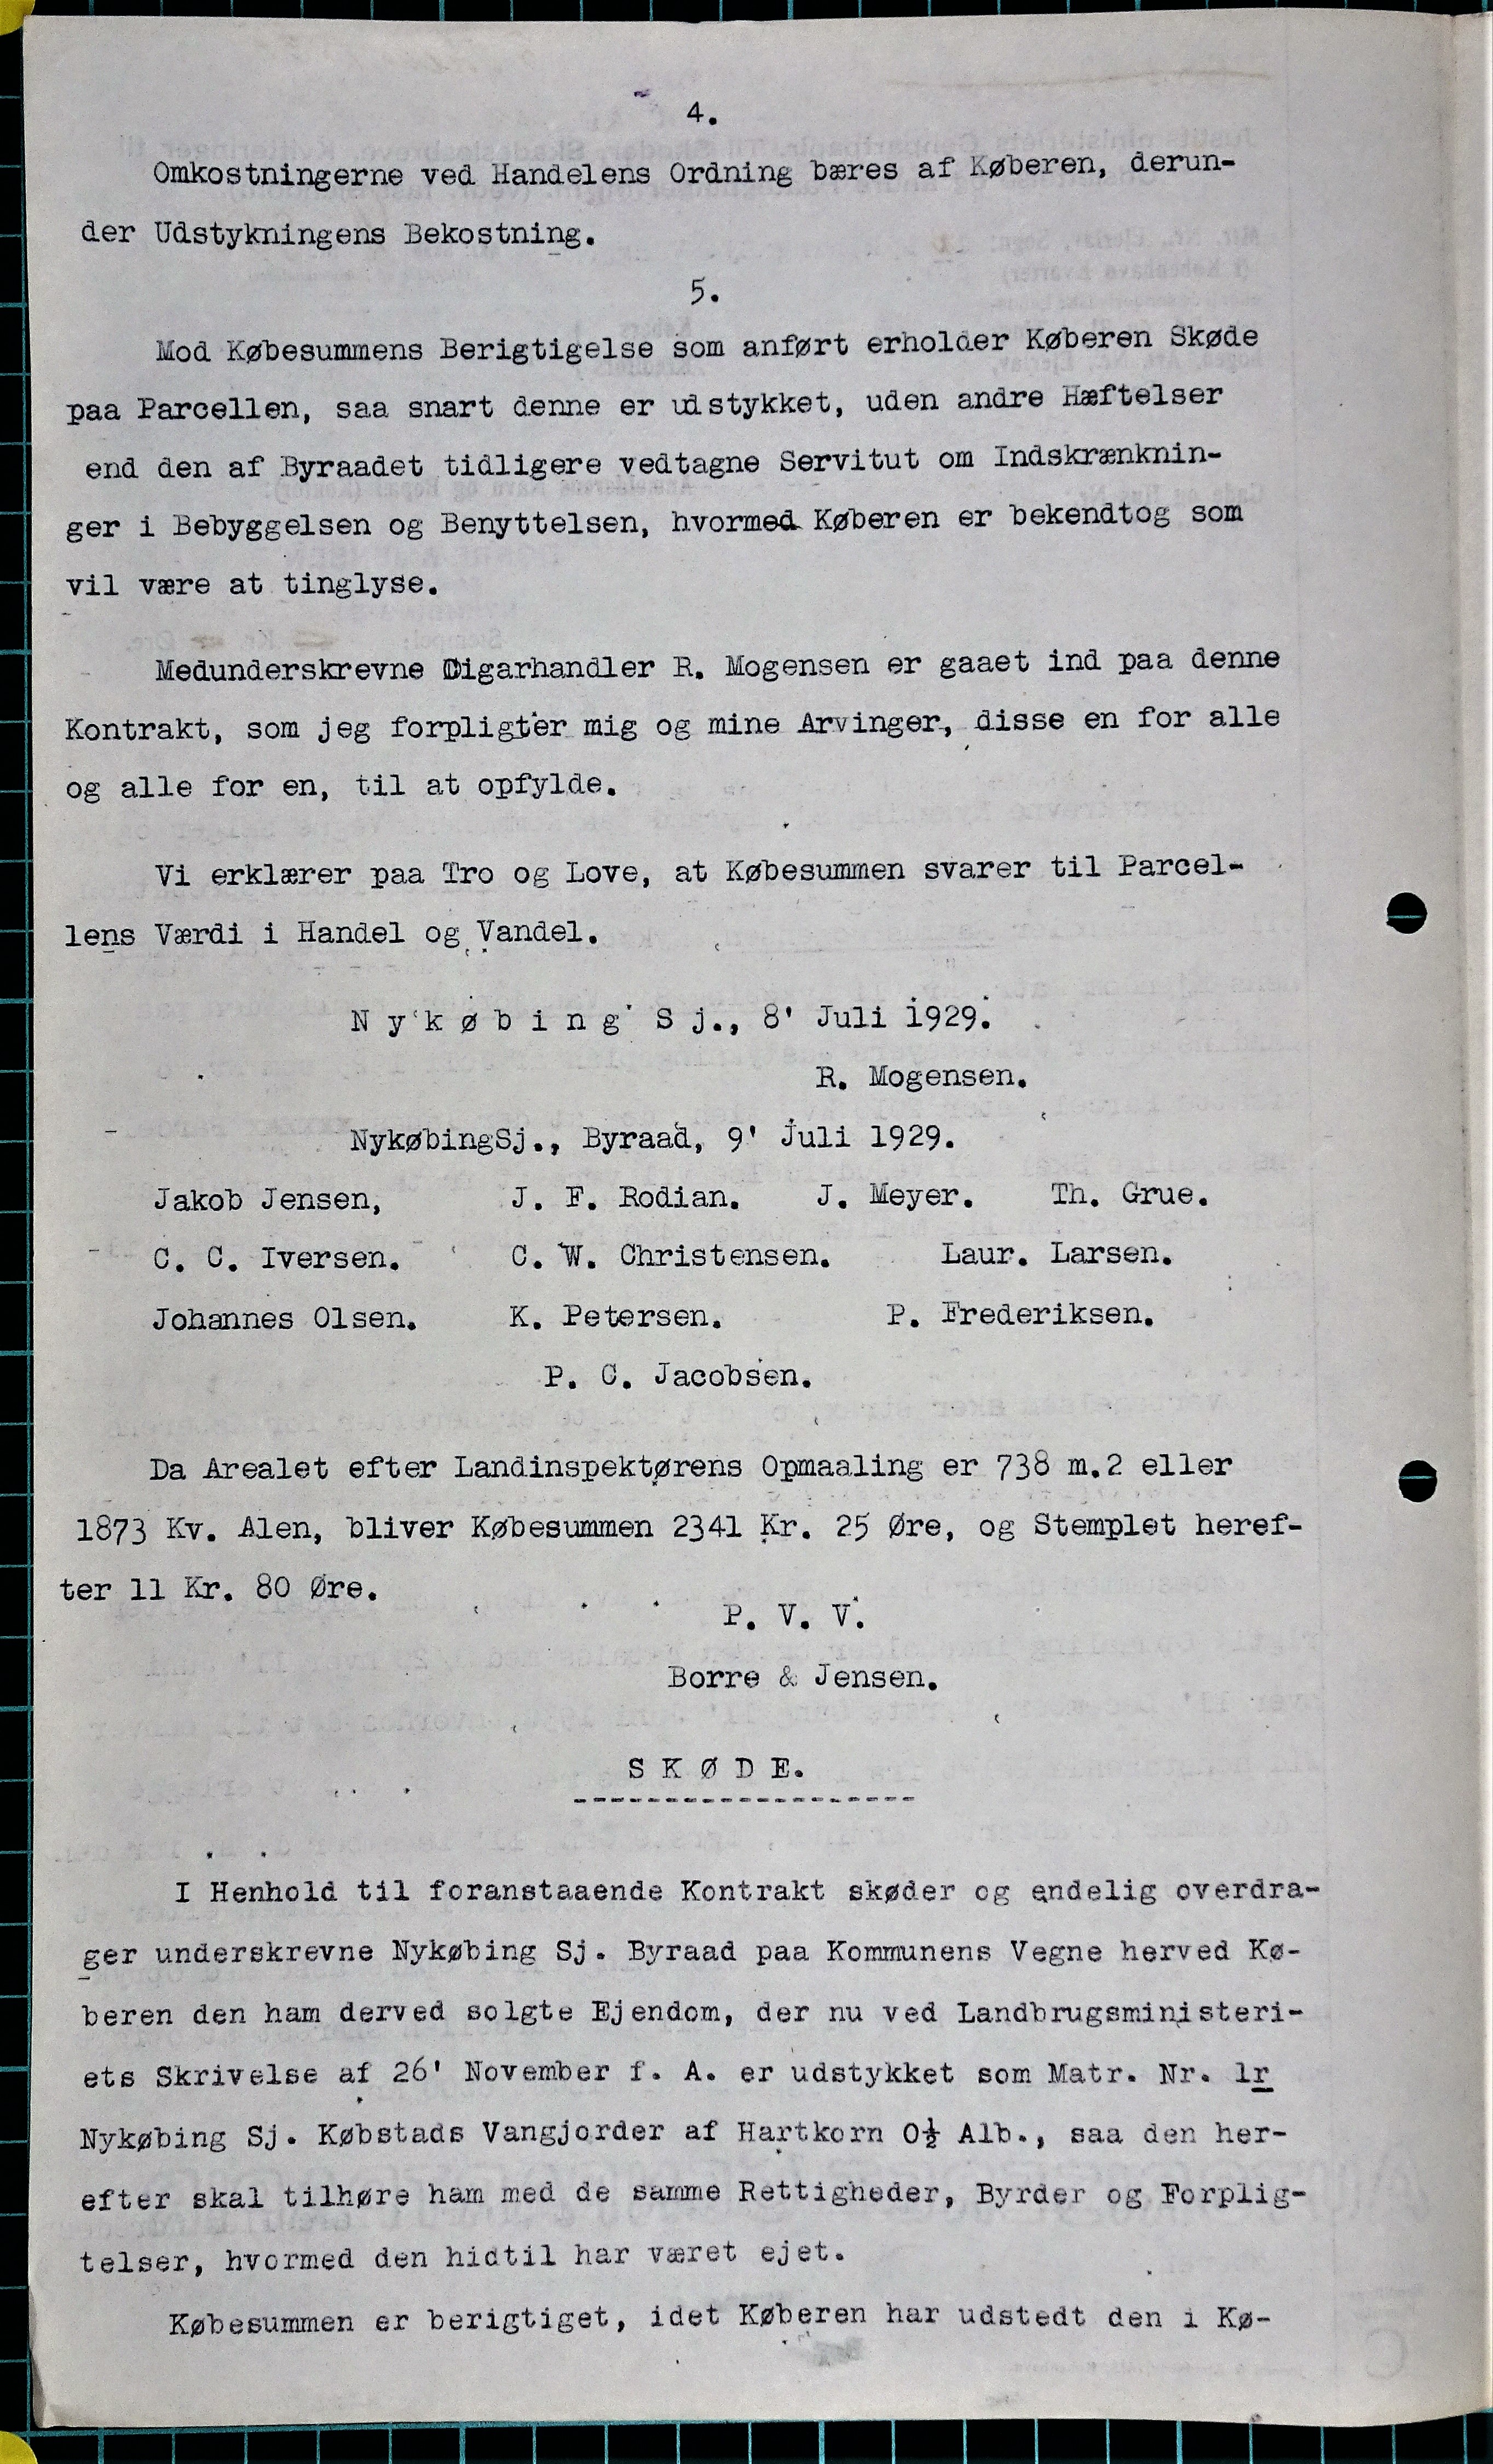 4.
Omkostningerne ved Handelens Ordning bæres af Køberen, derun-
der Udstykningens Bekostning.
5.
Mod Købesummens Berigtigelse som anført erholder Køberen Skøde
paa Parcellen, saa snart denne er udstykket, uden andre Hæftelser
end den af Byraadet tidligere vedtagne Servitut om Indskrænknin-
ger i Bebyggelsen og Benyttelsen, hvormed Køberen er bekendtog som
vil være at tinglyse.
Medunderskrevne Cigarhandler R. Mogensen er gaaet ind paa denne
Kontrakt, som jeg forpligter mig og mine Arvinger, disse en for alle
og alle for en, til at opfylde.
Vi erklærer paa Tro og Love, at Købesummen svarer til Parcel-
lens Værdi i Handel og Vandel.
N y k ø b i n g S j., 8' Juli 1929.
R. Mogensen.
NykøbingSj., Byraad, 9' Juli 1929.
Jakob Jensen, J. F. Rodian. J. Meyer. Th. Grue.
C. C. Iversen. C. W. Christensen. Laur. Larsen.
Johannes Olsen. K. Petersen. P. Frederiksen.
P. C. Jacobsen.
Da Arealet efter Landinspektørens Opmaaling er 738 m.2 eller
1873 Kv. Alen, bliver Købesummen 2341 Kr. 25 Øre, og Stemplet heref-
ter 11 Kr. 80 Øre.
P. V. V.
Borre & Jensen.
S K Ø D E.
-------------------
I Henhold til foranstaaende Kontrakt skøder og endelig overdra-
ger underskrevne Nykøbing Sj. Byraad paa Kommunens Vegne herved Kø-
beren den ham derved solgte Ejendom, der nu ved Landbrugsministeri-
ets Skrivelse af 26' November f. A. er udstykket som Matr. Nr. 1r
Nykøbing Sj. Købstads Vangjorder af Hartkorn 0½ Alb., saa den her-
efter skal tilhøre ham med de samme Rettigheder, Byrder og Forplig-
telser, hvormed den hidtil har været ejet.
Købesummen er berigtiget, idet Køberen har udstedt den i Kø-